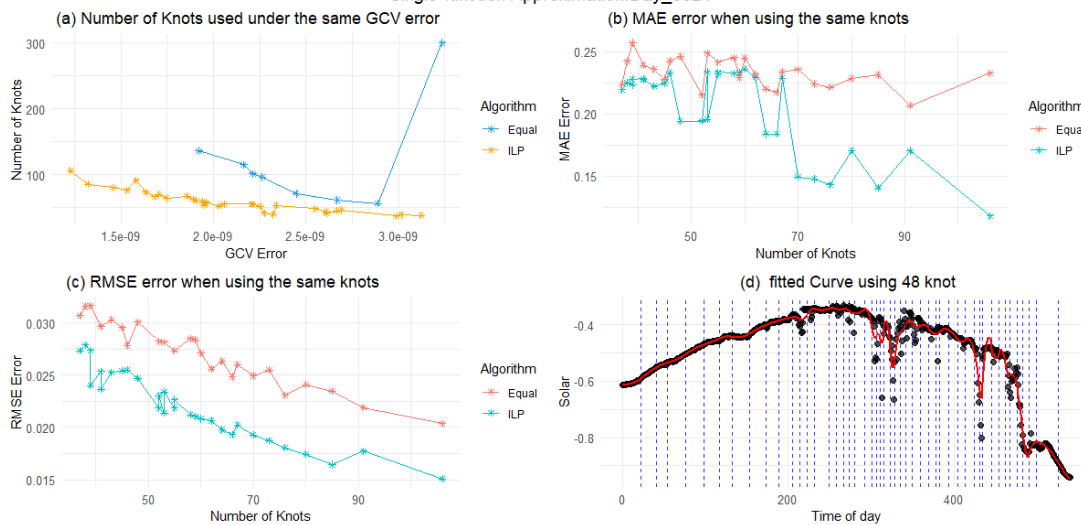 (a) Number of Knots used under the same GCV error
300
200
100
Number of Knots
1.5e-09 2.0e-09 2.5e-09 3.0e-09
GCV Error
Algorithm
Equal
ILP
(b) MAE error when using the same knots
0.25
0.20
0.15
MAE Error
50 70 90
Number of Knots
Algorithm
Equal
ILP
(c) RMSE error when using the same knots
0.030
0.025
0.020
0.015
RMSE Error
50 70 90
Number of Knots
Algorithm
Equal
ILP
(d) fitted Curve using 48 knot
-0.4
-0.6
-0.8
Solar
0 200 400
Time of day